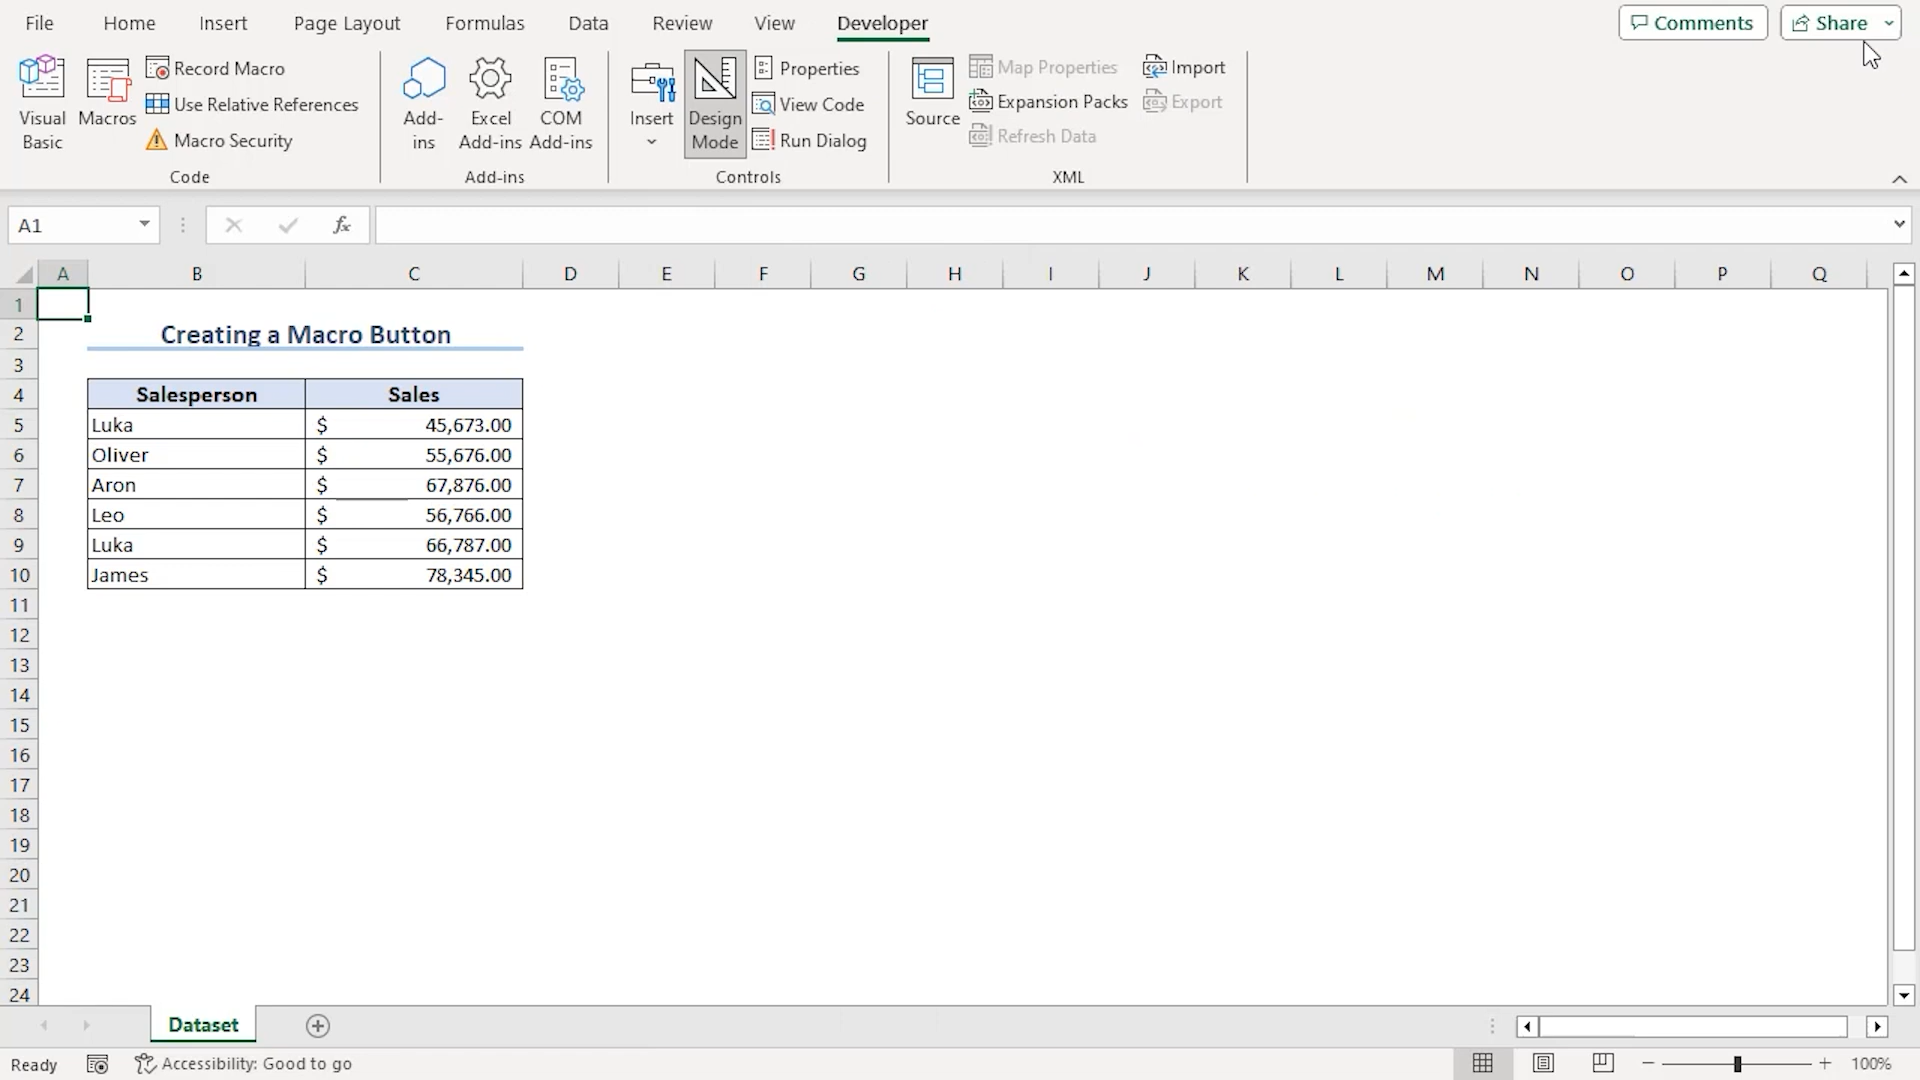 File Home Insert Page Layout Formulas Data Review View Developer Comments Share
Visual Basic
Macros
Record Macro
Use Relative References
Macro Security
Code
Add-ins
Excel Add-ins
COM Add-ins
Add-ins
Insert
Design Mode
Properties
View Code
Run Dialog
Controls
Source
Map Properties
Expansion Packs
Refresh Data
Import
Export
XML
A1 fx
A B C D E F G H I J K L M N O P Q
1
2 Creating a Macro Button
3
4 Salesperson Sales
5 Luka $ 45,673.00
6 Oliver $ 55,676.00
7 Aron $ 67,876.00
8 Leo $ 56,766.00
9 Luka $ 66,787.00
10 James $ 78,345.00
11
12
13
14
15
16
17
18
19
20
21
22
23
24
Dataset
Ready Accessibility: Good to go 100%